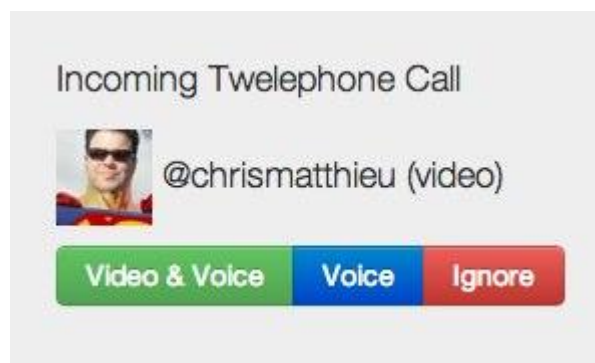 Incoming Twelephone Call
@chrismatthieu (video)
Video & Voice Voice Ignore